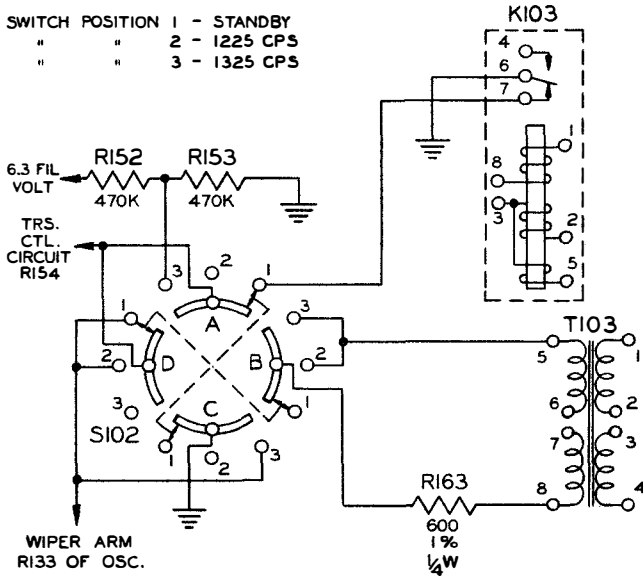 SWITCH POSITION 1 - STANDBY
" " 2 - 1225 CPS
" " 3 - 1325 CPS
K103
4
6
7
1
8
3
2
5
R152
R153
6.3 FIL
VOLT
470K
470K
TRS.
CTL.
CIRCUIT
R154
3
2
1
A
1
3
T103
D
B
2
2
5
1
C
3
1
6
2
S102
7
3
1
2
3
R163
8
4
600
1%
1/4W
WIPER ARM
R133 OF OSC.